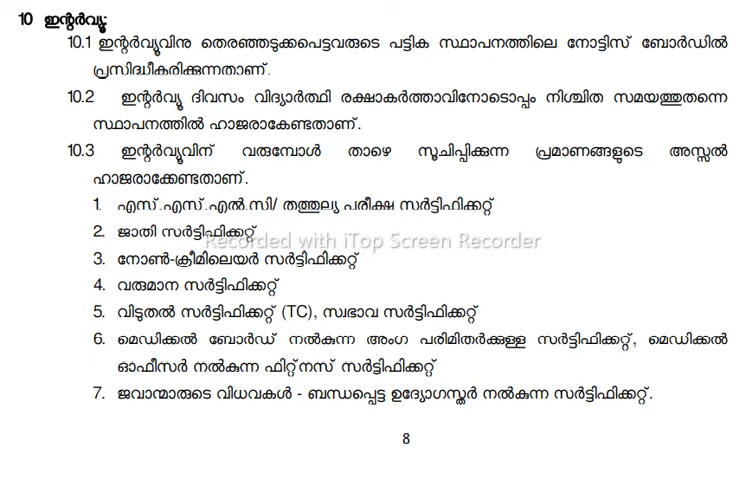 10 ഇന്റർവ്യൂ:
10.1 ഇന്റർവ്യൂവിനു തെരഞ്ഞടുക്കപെട്ടവരുടെ പട്ടിക സ്ഥാപനത്തിലെ നോട്ടിസ് ബോർഡിൽ
പ്രസിദ്ധീകരിക്കുന്നതാണ്.
10.2 ഇന്റർവ്യൂ ദിവസം വിദ്യാർത്ഥി രക്ഷാകർത്താവിനോടൊപ്പം നിശ്ചിത സമയത്തുതന്നെ
സ്ഥാപനത്തിൽ ഹാജരാകേണ്ടതാണ്.
10.3 ഇന്റർവ്യൂവിന് വരുമ്പോൾ താഴെ സൂചിപ്പിക്കുന്ന പ്രമാണങ്ങളുടെ അസ്സൽ
ഹാജരാക്കേണ്ടതാണ്.
1. എസ്.എസ്.എൽ.സി/ തത്തുല്യ പരീക്ഷ സർട്ടിഫിക്കറ്റ്
2. ജാതി സർട്ടിഫിക്കറ്റ്
Recorded with iTop Screen Recorder
3. നോൺ-ക്രീമിലെയർ സർട്ടിഫിക്കറ്റ്
4. വരുമാന സർട്ടിഫിക്കറ്റ്
5. വിടുതൽ സർട്ടിഫിക്കറ്റ് (TC), സ്വഭാവ സർട്ടിഫിക്കറ്റ്
6. മെഡിക്കൽ ബോർഡ് നൽകുന്ന അംഗ പരിമിതർക്കുള്ള സർട്ടിഫിക്കറ്റ്, മെഡിക്കൽ
ഓഫീസർ നൽകുന്ന ഫിറ്റ്നസ് സർട്ടിഫിക്കറ്റ്
7. ജവാന്മാരുടെ വിധവകൾ - ബന്ധപ്പെട്ട ഉദ്യോഗസ്ഥർ നൽകുന്ന സർട്ടിഫിക്കറ്റ്.
8